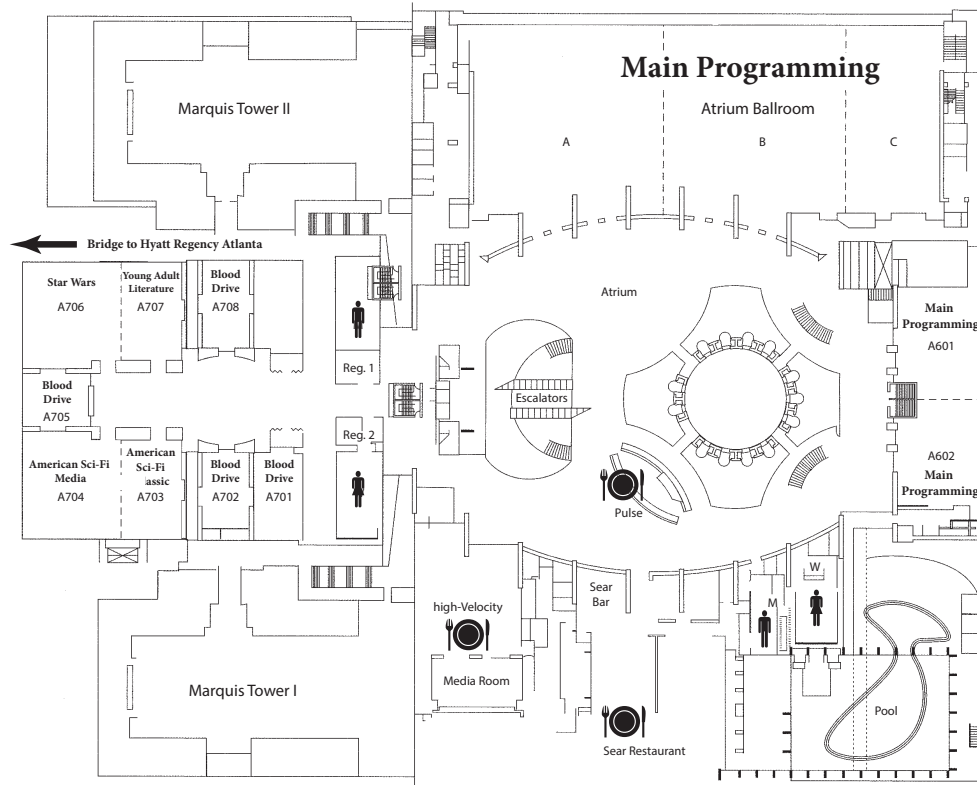 Main Programming
Marquis Tower II
Atrium Ballroom
A
B
C
Bridge to Hyatt Regency Atlanta
Star Wars
A706
Young Adult
Literature
A707
Blood
Drive
A708
Atrium
Main
Programming
A601
Reg. 1
Blood
Drive
A705
Escalators
Reg. 2
American Sci-Fi
Media
A704
American
Sci-Fi
lassic
A703
Blood
Drive
A702
Blood
Drive
A701
A602
Main
Programming
Pulse
Sear
Bar
W
M
high-Velocity
Media Room
Marquis Tower I
Pool
Sear Restaurant